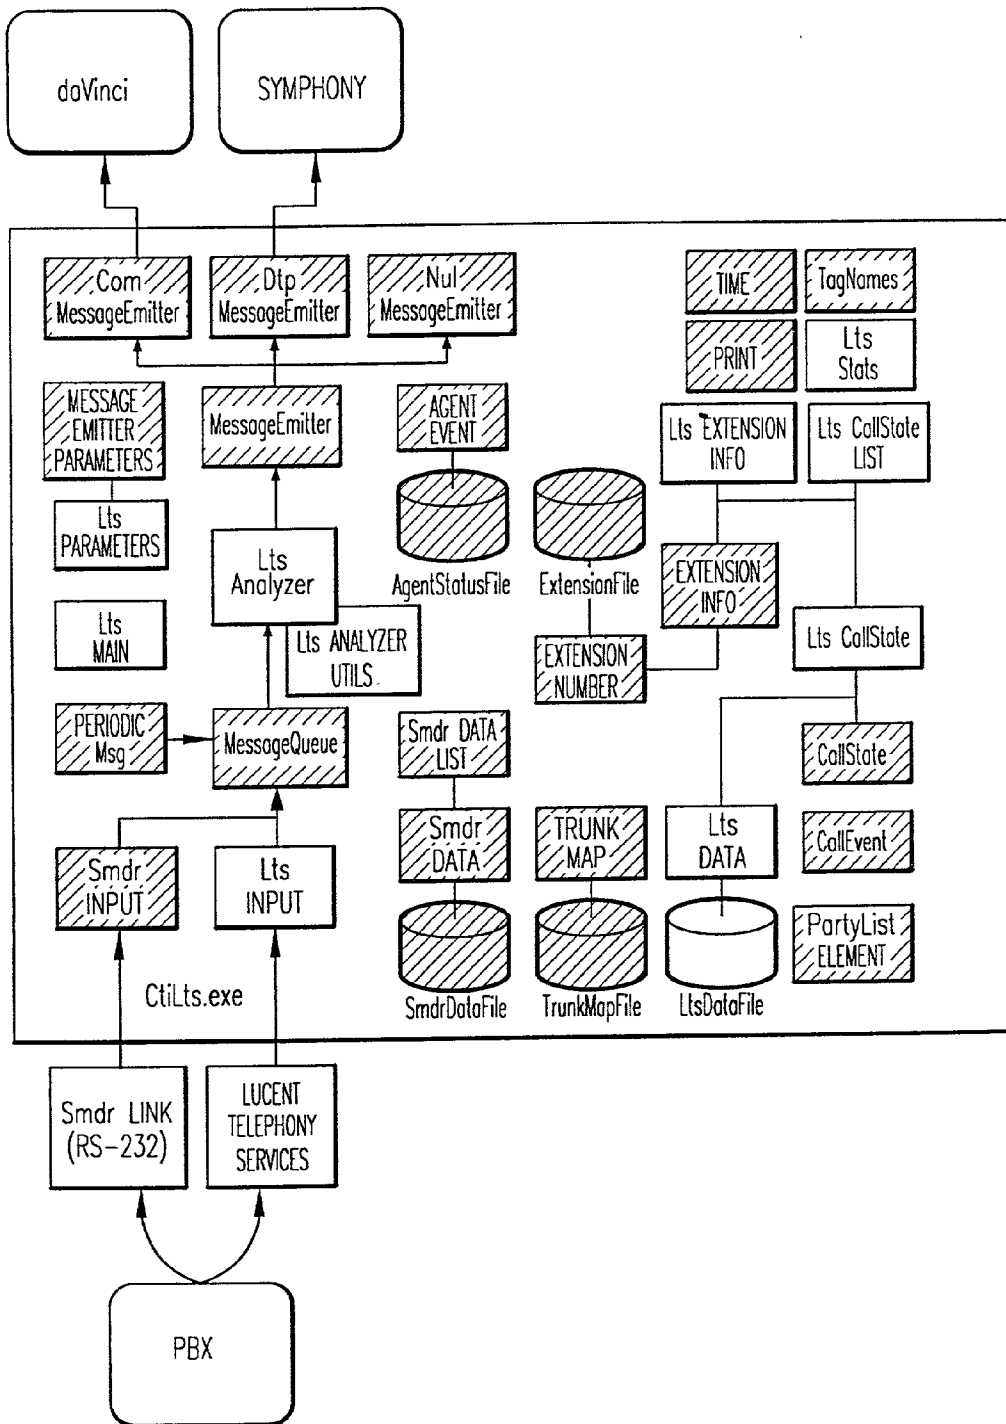 daVinci
SYMPHONY
Com
MessageEmitter
Dtp
MessageEmitter
Nul
MessageEmitter
TIME
TagNames
PRINT
Lts
Stats
MESSAGE
EMITTER
PARAMETERS
MessageEmitter
AGENT
EVENT
Lts EXTENSION
INFO
Lts CallState
LIST
Lts
PARAMETERS
Lts
Analyzer
AgentStatusFile
ExtensionFile
EXTENSION
INFO
Lts
MAIN
Lts ANALYZER
UTILS
EXTENSION
NUMBER
Lts CallState
PERIODIC
Msg
MessageQueue
Smdr DATA
LIST
CallState
Smdr
INPUT
Lts
INPUT
Smdr
DATA
TRUNK
MAP
Lts
DATA
CallEvent
PartyList
ELEMENT
CtiLts.exe
SmdrDataFile
TrunkMapFile
LtsDataFile
Smdr LINK
(RS-232)
LUCENT
TELEPHONY
SERVICES
PBX